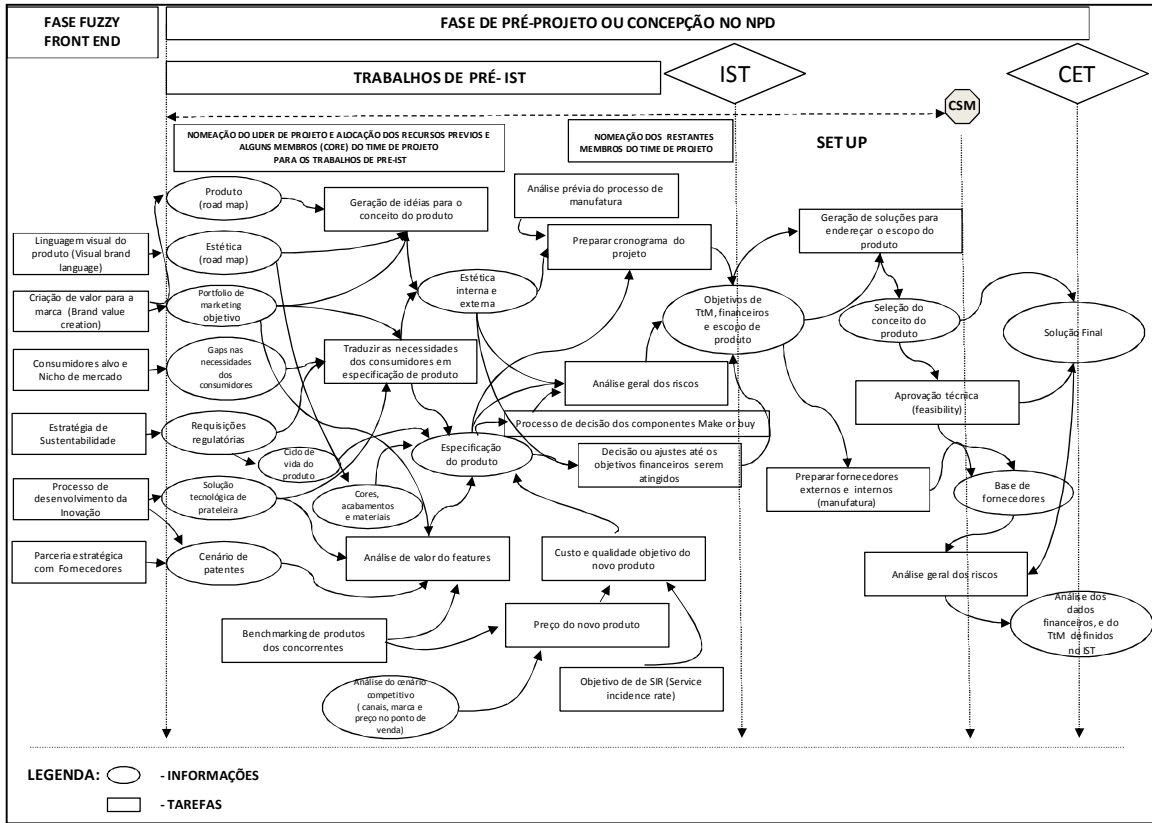 FASE FUZZY
FRONT END
FASE DE PRÉ-PROJETO OU CONCEPÇÃO NO NPD
TRABALHOS DE PRÉ- IST
IST
CET
CSM
NOMEAÇÃO DO LIDER DE PROJETO E ALOCAÇÃO DOS RECURSOS PREVIOS E
ALGUNS MEMBROS (CORE) DO TIME DE PROJETO
PARA OS TRABALHOS DE PRE-IST
NOMEAÇÃO DOS RESTANTES
MEMBROS DO TIME DE PROJETO
SET UP
Linguagem visual do
produto (Visual brand
language)
Criação de valor para a
marca (Brand value
creation)
Consumidores alvo e
Nicho de mercado
Estratégia de
Sustentabilidade
Processo de
desenvolvimento da
Inovação
Parceria estratégica
com Fornecedores
Produto
(road map)
Estética
(road map)
Portfolio de
marketing
objetivo
Gaps nas
necessidades
dos
consumidores
Requisições
regulatórias
Ciclo de
vida do
produto
Solução
tecnológica de
prateleira
Cenário de
patentes
Geração de idéias para o
conceito do produto
Traduzir as necessidades
dos consumidores em
especificação de produto
Cores,
acabamentos
e materiais
Análise de valor do features
Benchmarking de produtos
dos concorrentes
Análise do cenário
competitivo
( canais, marca e
preço no ponto de
venda)
Análise prévia do processo de
manufatura
Preparar cronograma do
projeto
Estética
interna e
externa
Especificação
do produto
Análise geral dos riscos
Processo de decisão dos componentes Make or buy
Decisão ou ajustes até os
objetivos financeiros serem
atingidos
Custo e qualidade objetivo do
novo produto
Preço do novo produto
Objetivo de de SIR (Service
incidence rate)
Objetivos de
TtM, financeiros
e escopo de
produto
Geração de soluções para
endereçar o escopo do
produto
Seleção do
conceito do
produto
Aprovação técnica
(feasibility)
Preparar fornecedores
externos e internos
(manufatura)
Base de
fornecedores
Análise geral dos riscos
Solução Final
Análise dos
dados
financeiros, e do
TtM definidos
no IST
LEGENDA:
- INFORMAÇÕES
- TAREFAS